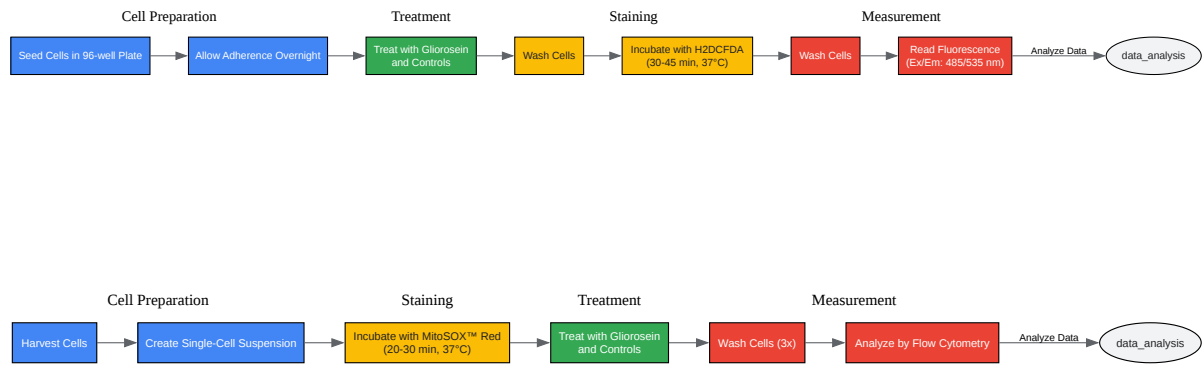 Cell Preparation
Treatment
Staining
Measurement
Seed Cells in 96-well Plate
Allow Adherence Overnight
Treat with Gliorosein
and Controls
Wash Cells
Incubate with H2DCFDA
(30-45 min, 37°C)
Wash Cells
Read Fluorescence
(Ex/Em: 485/535 nm)
Analyze Data
data_analysis
Cell Preparation
Staining
Treatment
Measurement
Harvest Cells
Create Single-Cell Suspension
Incubate with MitoSOX™ Red
(20-30 min, 37°C)
Treat with Gliorosein
and Controls
Wash Cells (3x)
Analyze by Flow Cytometry
Analyze Data
data_analysis